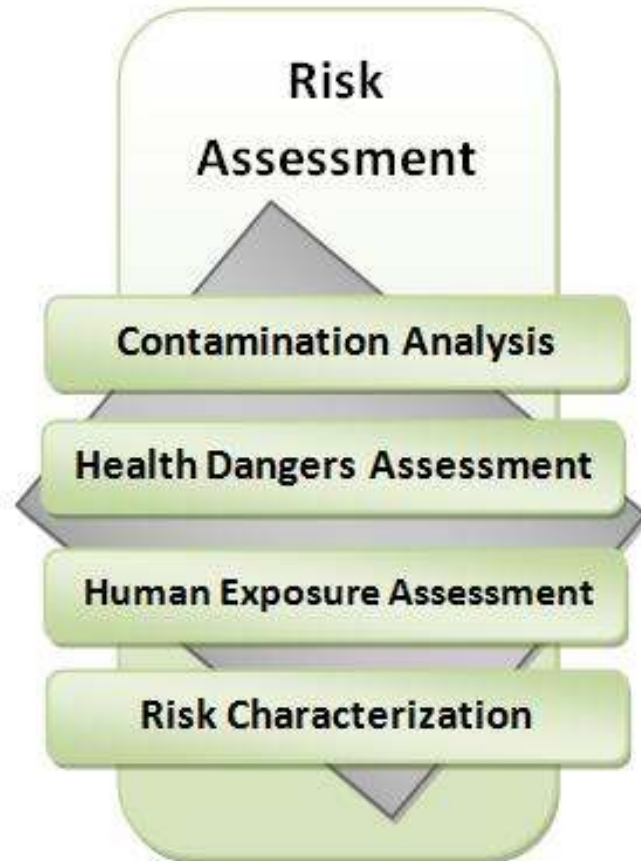 Risk
Assessment
Contamination Analysis
Health Dangers Assessment
Human Exposure Assessment
Risk Characterization